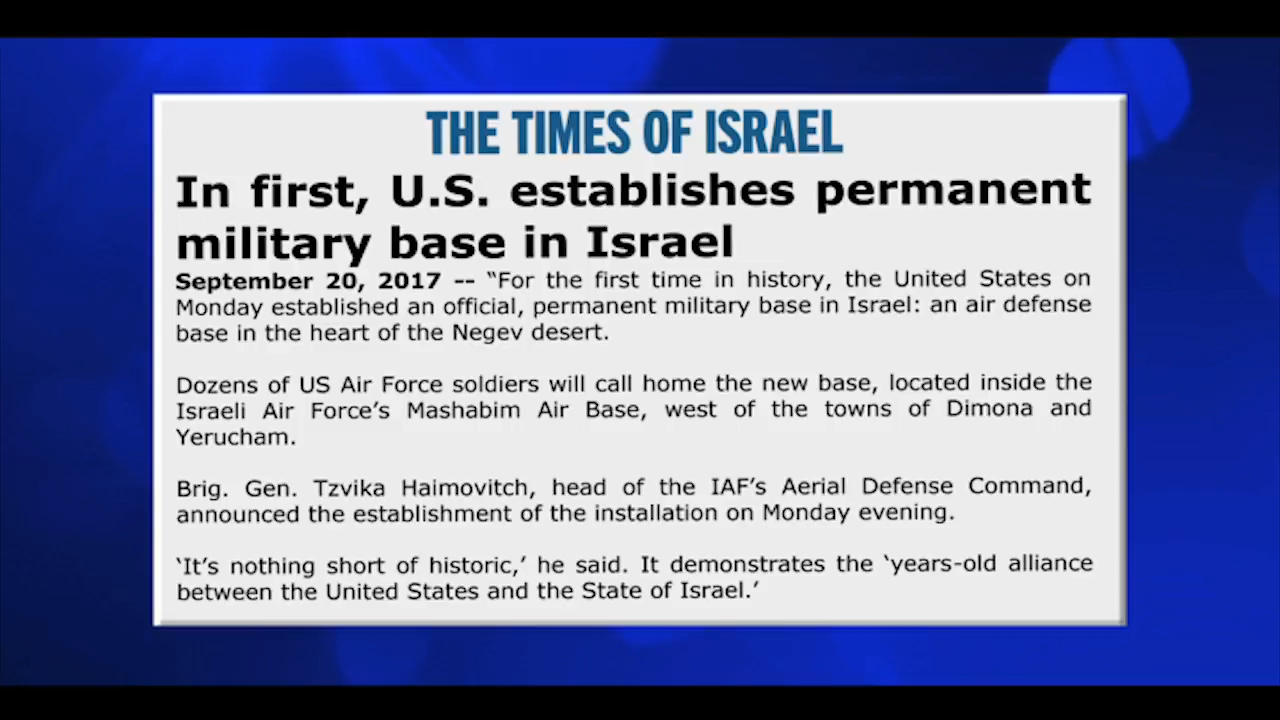 THE TIMES OF ISRAEL
In first, U.S. establishes permanent
military base in Israel
September 20, 2017 -- “For the first time in history, the United States on
Monday established an official, permanent military base in Israel: an air defense
base in the heart of the Negev desert.
Dozens of US Air Force soldiers will call home the new base, located inside the
Israeli Air Force’s Mashabim Air Base, west of the towns of Dimona and
Yerucham.
Brig. Gen. Tzvika Haimovitch, head of the IAF’s Aerial Defense Command,
announced the establishment of the installation on Monday evening.
‘It’s nothing short of historic,’ he said. It demonstrates the ‘years-old alliance
between the United States and the State of Israel.’